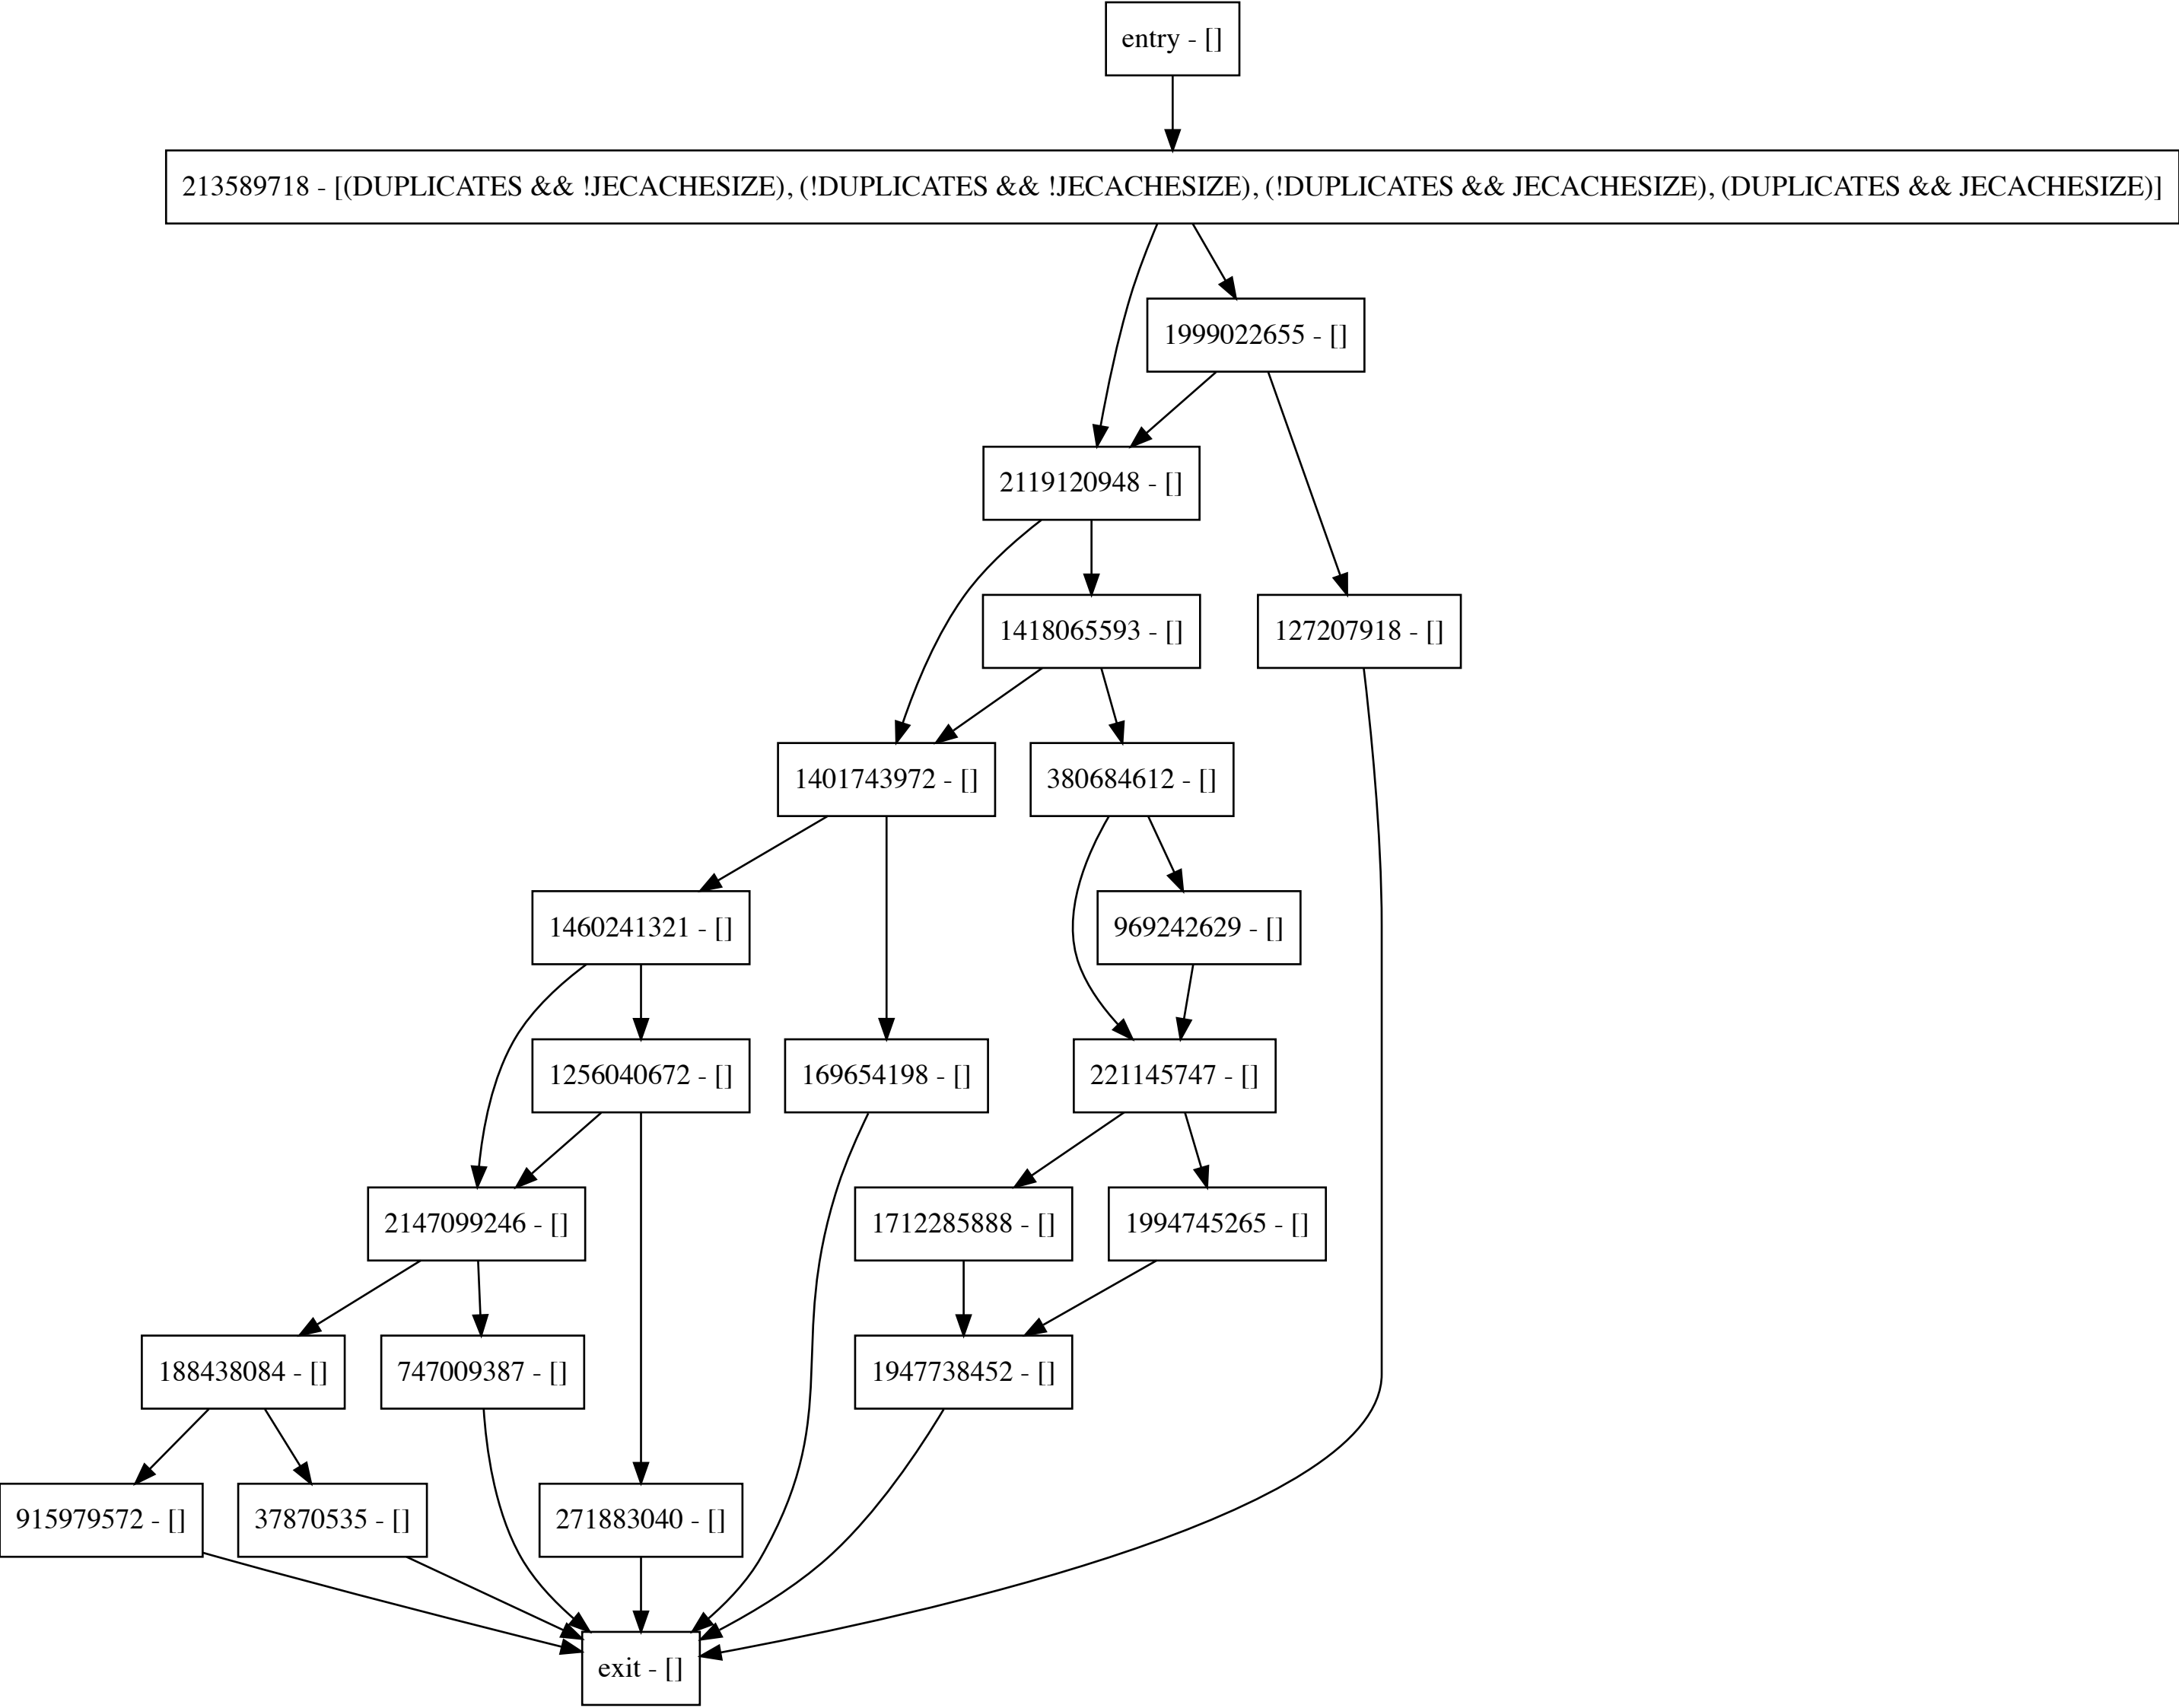 entry - []
213589718 - [(DUPLICATES && !JECACHESIZE), (!DUPLICATES && !JECACHESIZE), (!DUPLICATES && JECACHESIZE), (DUPLICATES && JECACHESIZE)]
1999022655 - []
2119120948 - []
1418065593 - []
127207918 - []
1401743972 - []
380684612 - []
1460241321 - []
969242629 - []
1256040672 - []
169654198 - []
221145747 - []
2147099246 - []
1712285888 - []
1994745265 - []
188438084 - []
747009387 - []
1947738452 - []
915979572 - []
37870535 - []
271883040 - []
exit - []